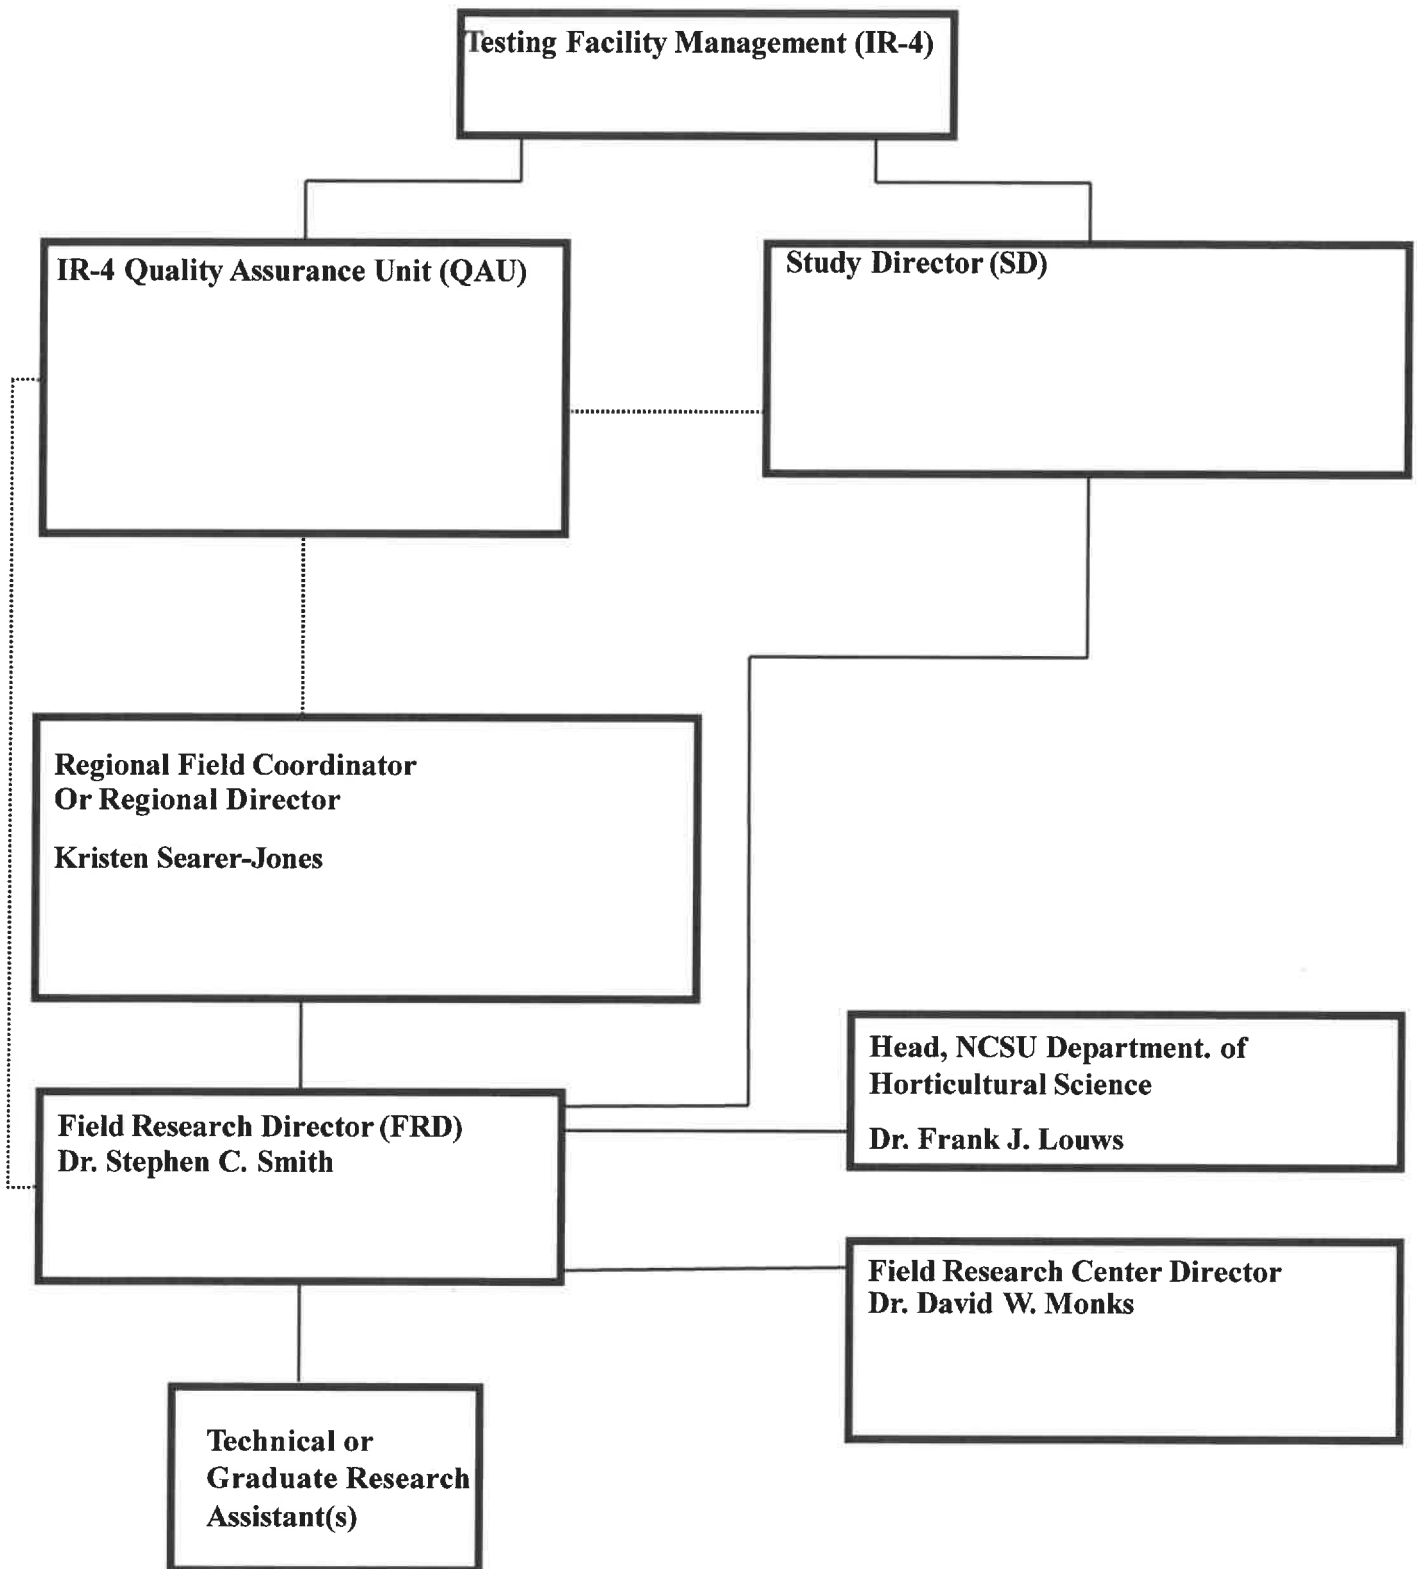 Testing Facility Management (IR-4)
IR-4 Quality Assurance Unit (QAU)
Study Director (SD)
Regional Field Coordinator
Or Regional Director
Kristen Searer-Jones
Head, NCSU Department. of
Horticultural Science
Dr. Frank J. Louws
Field Research Director (FRD)
Dr. Stephen C. Smith
Field Research Center Director
Dr. David W. Monks
Technical or
Graduate Research
Assistant(s)